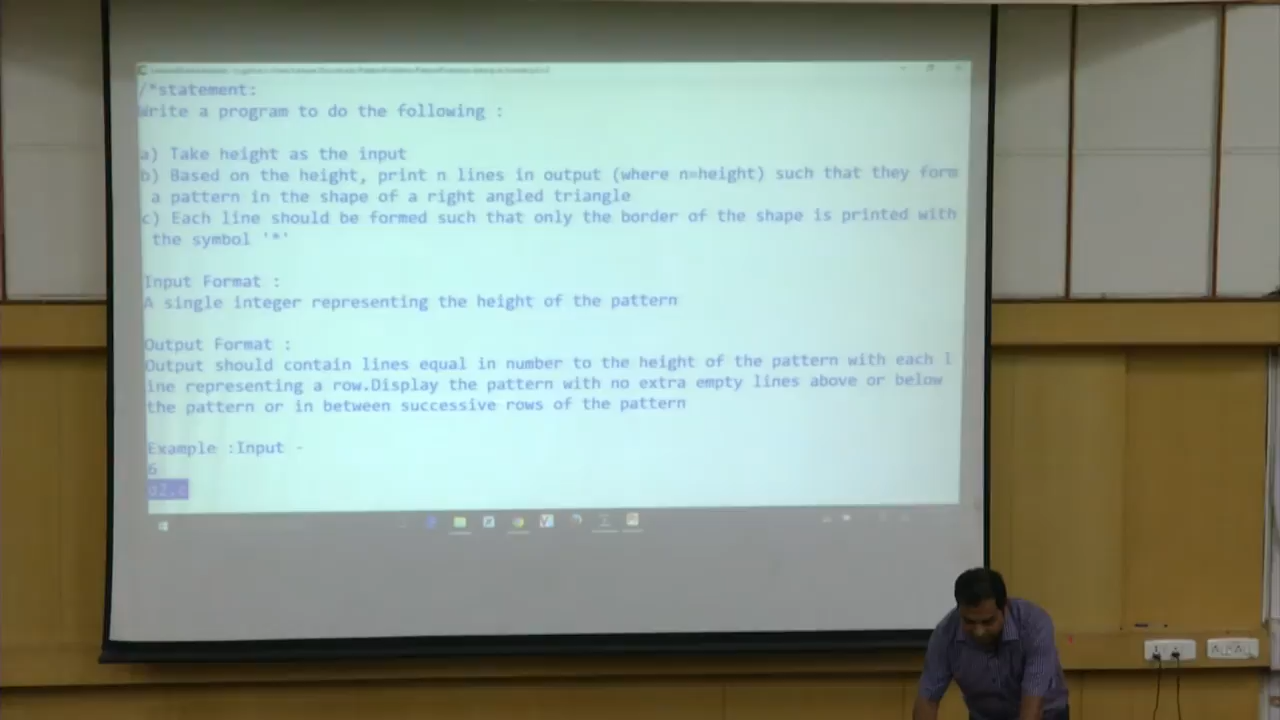 /*statement:
Write a program to do the following :
a) Take height as the input
b) Based on the height, print n lines in output (where n=height) such that they form
a pattern in the shape of a right angled triangle
c) Each line should be formed such that only the border of the shape is printed with
the symbol '*'
Input Format :
A single integer representing the height of the pattern
Output Format :
Output should contain lines equal in number to the height of the pattern with each l
ine representing a row.Display the pattern with no extra empty lines above or below
the pattern or in between successive rows of the pattern
Example :Input -
6